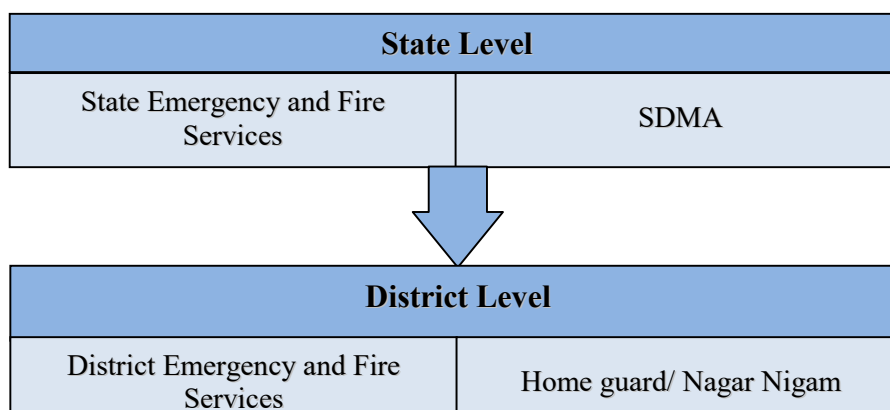 State Level
State Emergency and Fire
Services
SDMA
District Level
District Emergency and Fire
Services
Home guard/ Nagar Nigam